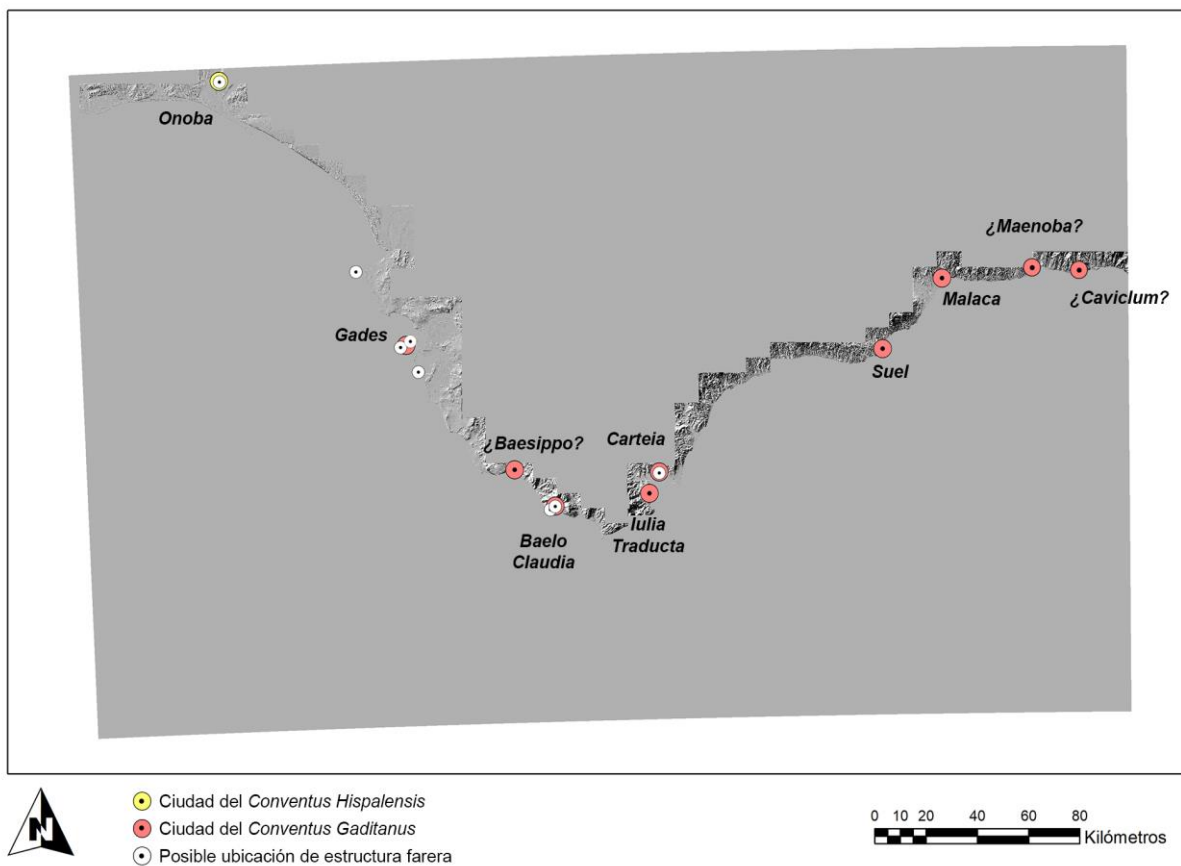 Onoba
¿Maenoba?
Malaca
¿Caviclum?
Gades
Suel
¿Baesippo?
Carteia
Iulia
Traducta
Baelo
Claudia
N
Ciudad del Conventus Hispalensis
Ciudad del Conventus Gaditanus
Posible ubicación de estructura farera
0 10 20 40 60 80
Kilómetros